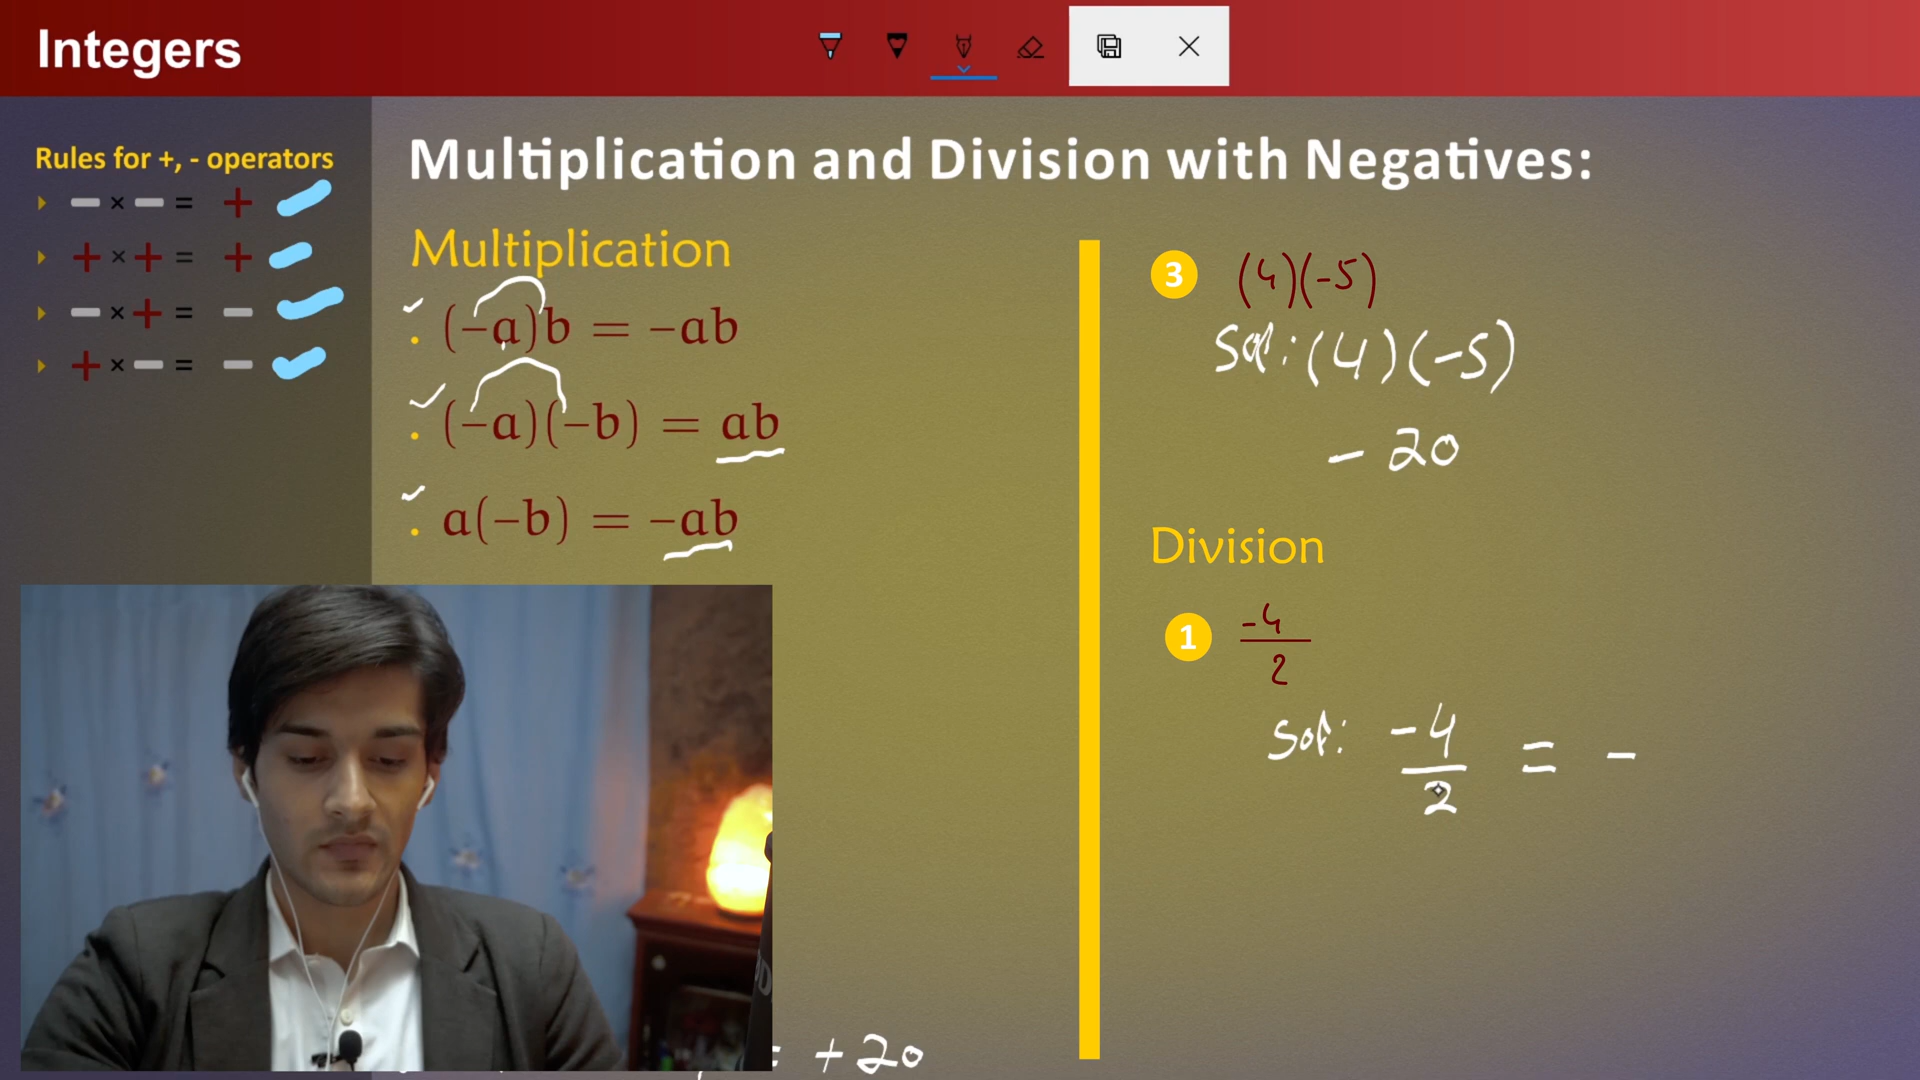 Integers
Rules for +, - operators
− × − = +
+ × + = +
− × + = −
+ × − = −
Multiplication and Division with Negatives:
Multiplication
(−a)b = −ab
(−a)(−b) = ab
a(−b) = −ab
= +20
3 (4)(-5)
Sol: (4)(-5)
- 20
Division
1 -4
2
Sol: -4 = -
2